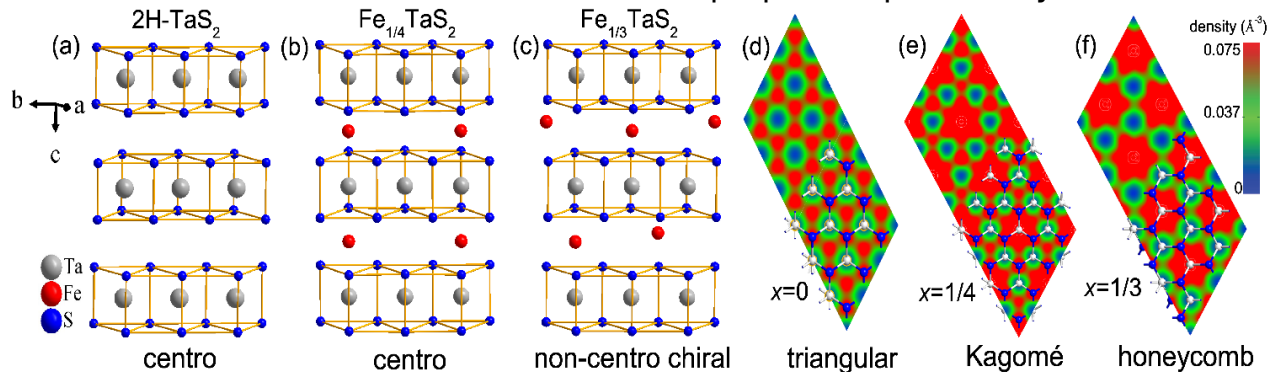 2H-TaS2
Fe1/4TaS2
Fe1/3TaS2
(a)
(b)
(c)
(d)
(e)
(f)
density (Å-3)
0.075
0.037
0
b
a
c
Ta
Fe
S
x=0
x=1/4
x=1/3
centro
centro
non-centro chiral
triangular
Kagomé
honeycomb